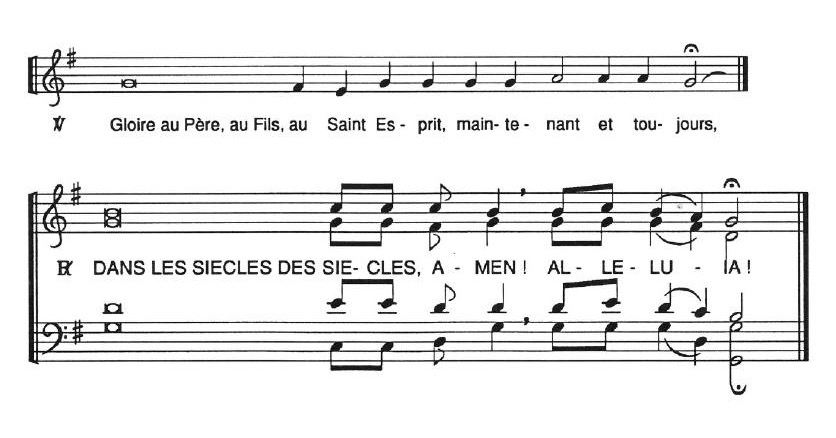 ℣ Gloire au Père, au Fils, au Saint Es - prit, main - te - nant et tou - jours,
℟ DANS LES SIECLES DES SIE - CLES, A - MEN ! AL - LE - LU - IA !